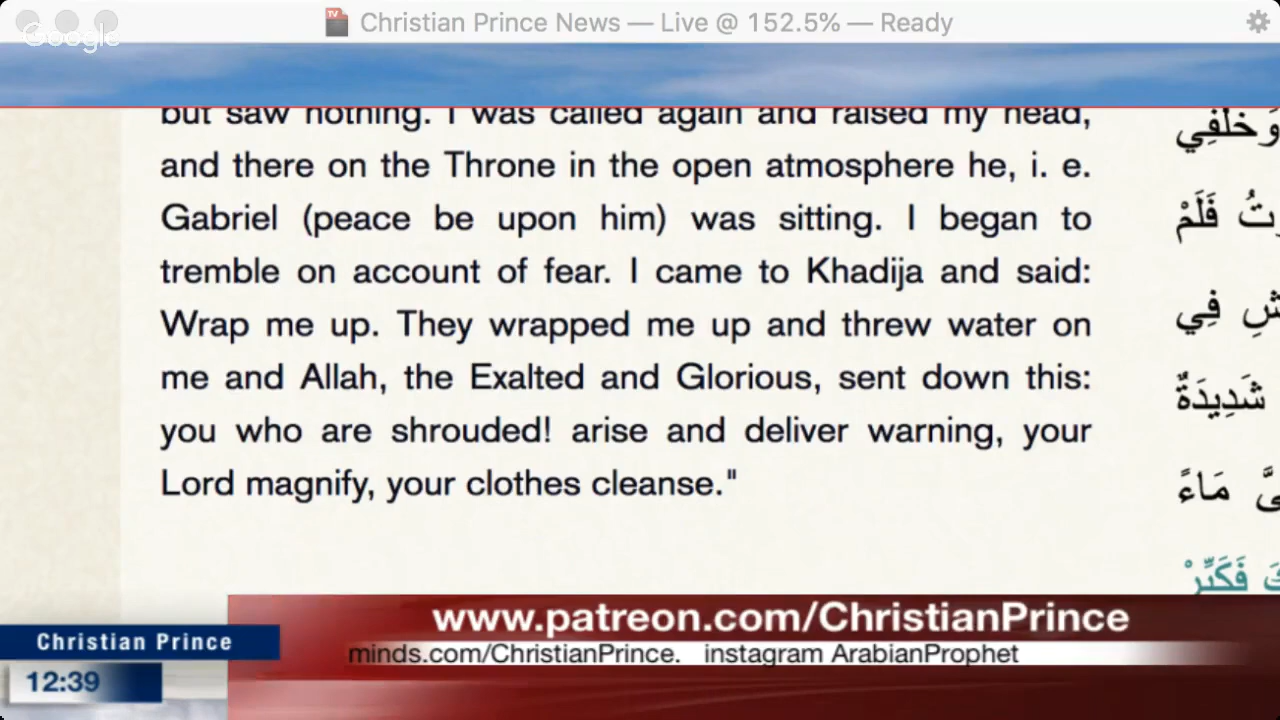 Christian Prince News — Live @ 152.5% — Ready
Google
but saw nothing. I was called again and raised my head,
and there on the Throne in the open atmosphere he, i. e.
Gabriel (peace be upon him) was sitting. I began to
tremble on account of fear. I came to Khadija and said:
Wrap me up. They wrapped me up and threw water on
me and Allah, the Exalted and Glorious, sent down this:
you who are shrouded! arise and deliver warning, your
Lord magnify, your clothes cleanse."
وَخَلْفِي
فَلَمْ
فِي
شَدِيدَةٌ
مَاءً
فَكَبِّرْ
www.patreon.com/ChristianPrince
Christian Prince
minds.com/ChristianPrince. instagram ArabianProphet
12:39